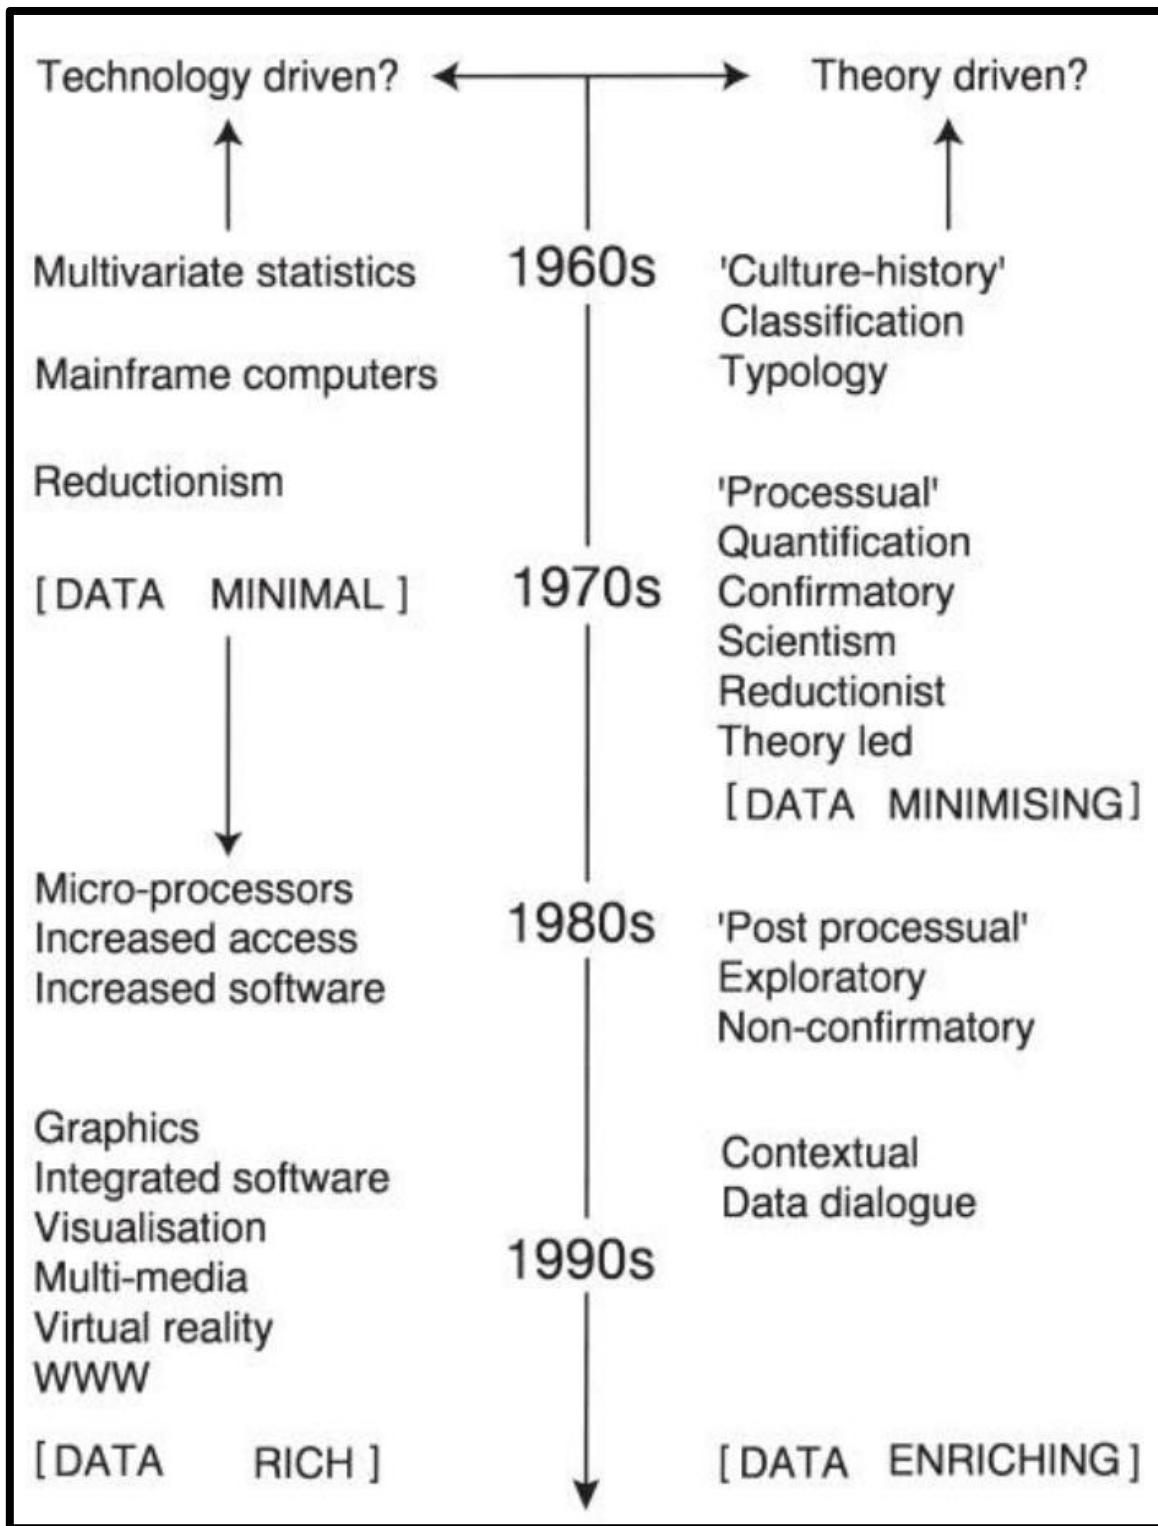 Technology driven?
Theory driven?
Multivariate statistics
1960s
'Culture-history'
Classification
Mainframe computers
Typology
Reductionism
'Processual'
Quantification
[DATA MINIMAL]
1970s
Confirmatory
Scientism
Reductionist
Theory led
[DATA MINIMISING]
Micro-processors
Increased access
Increased software
1980s
'Post processual'
Exploratory
Non-confirmatory
Graphics
Integrated software
Visualisation
Multi-media
Virtual reality
WWW
Contextual
Data dialogue
1990s
[DATA RICH]
[DATA ENRICHING]